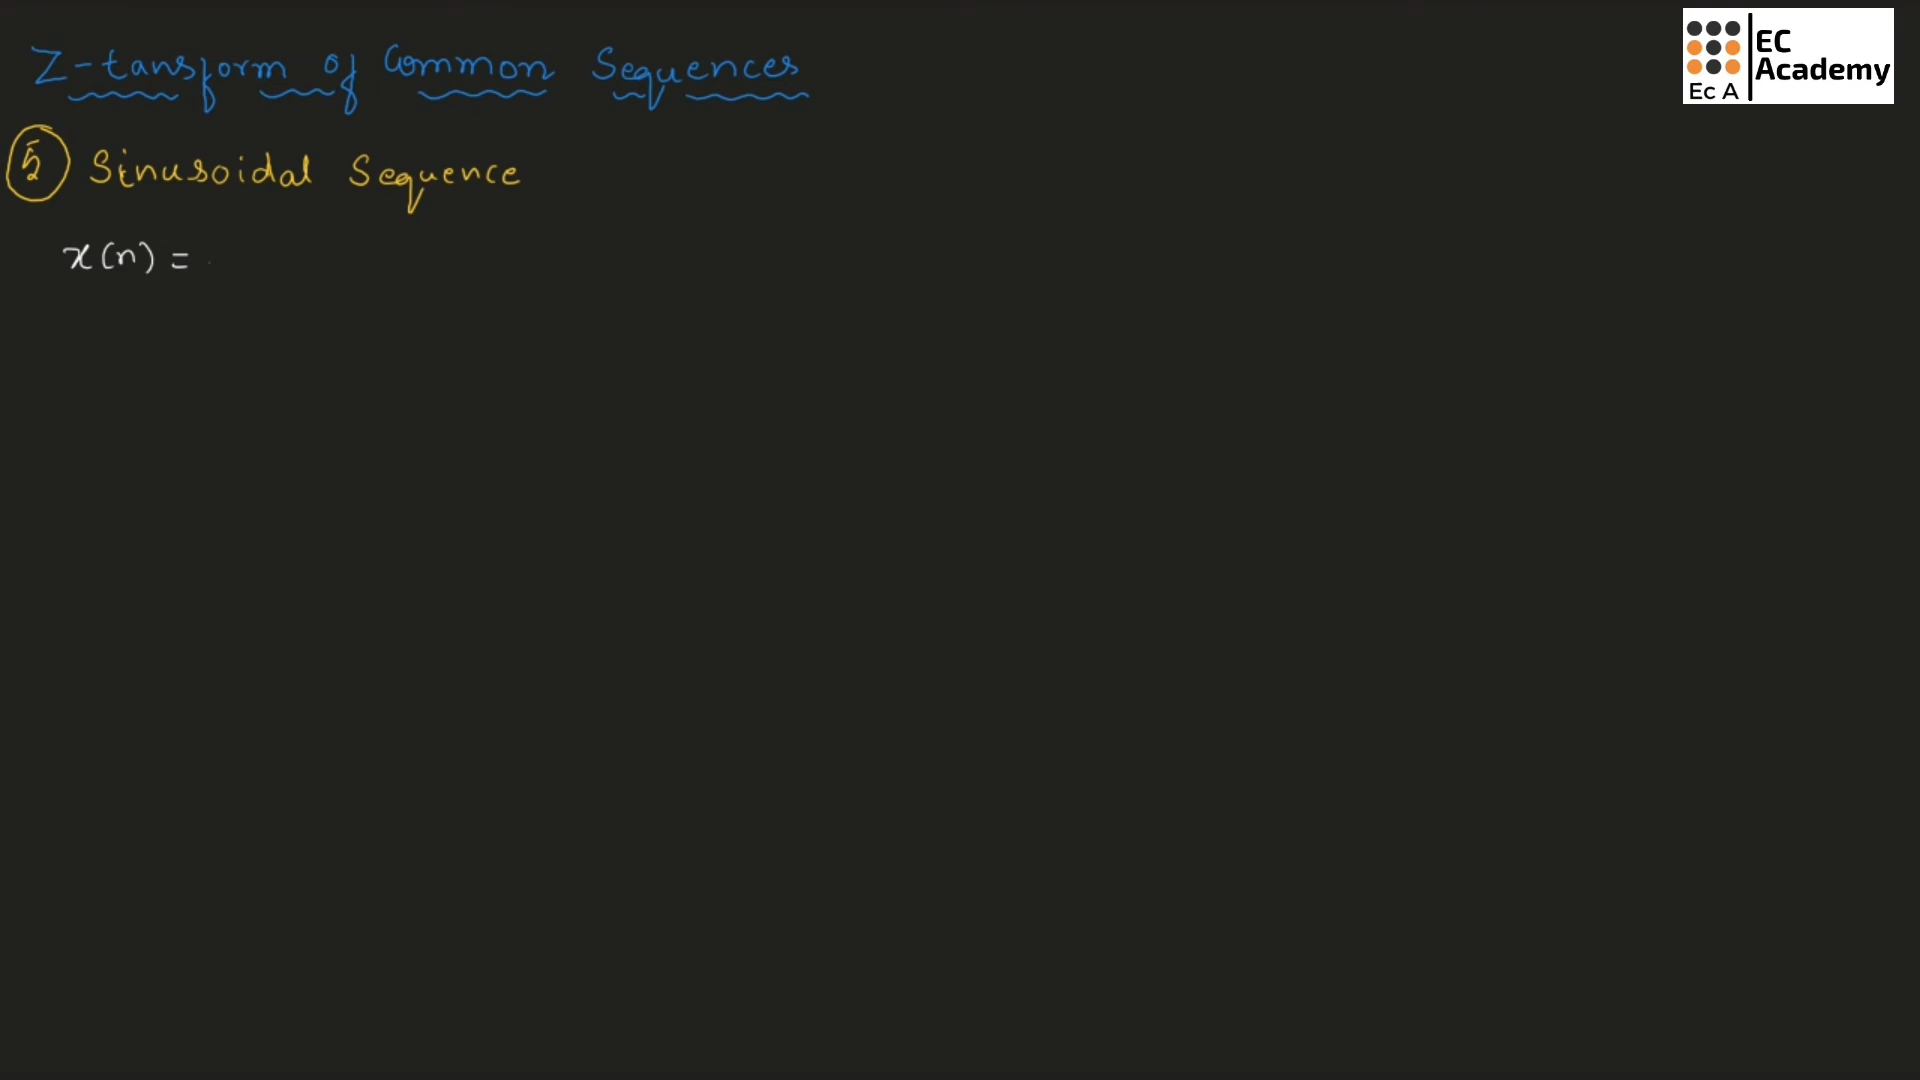 Z-tansform of Common Sequences
EC
Academy
Ec A
5 Sinusoidal Sequence
x(n) =